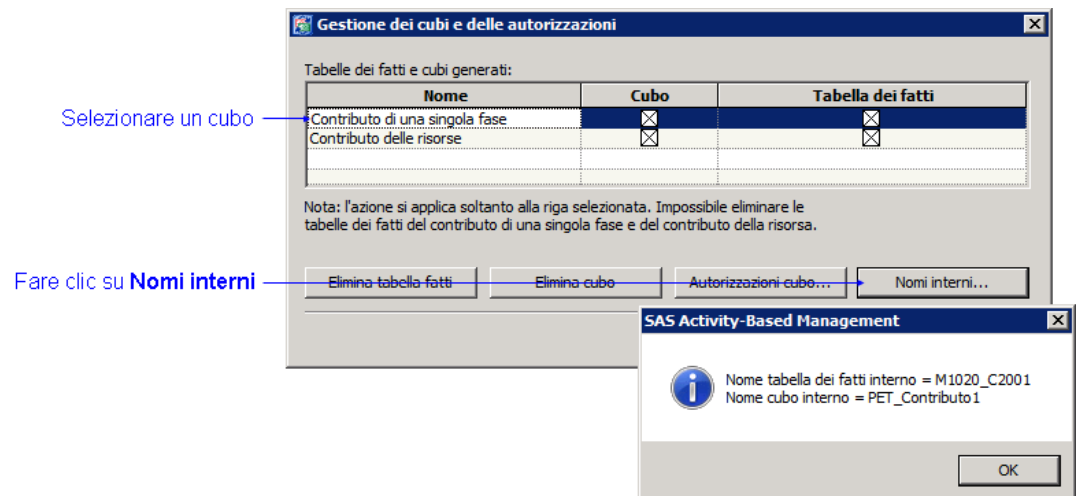 Gestione dei cubi e delle autorizzazioni
Tabelle dei fatti e cubi generati:
Nome Cubo Tabella dei fatti
Selezionare un cubo
Contributo di una singola fase
Contributo delle risorse
Nota: l'azione si applica soltanto alla riga selezionata. Impossibile eliminare le
tabelle dei fatti del contributo di una singola fase e del contributo della risorsa.
Fare clic su Nomi interni
Elimina tabella fatti Elimina cubo Autorizzazioni cubo... Nomi interni...
SAS Activity-Based Management
Nome tabella dei fatti interno = M1020_C2001
Nome cubo interno = PET_Contributo1
OK